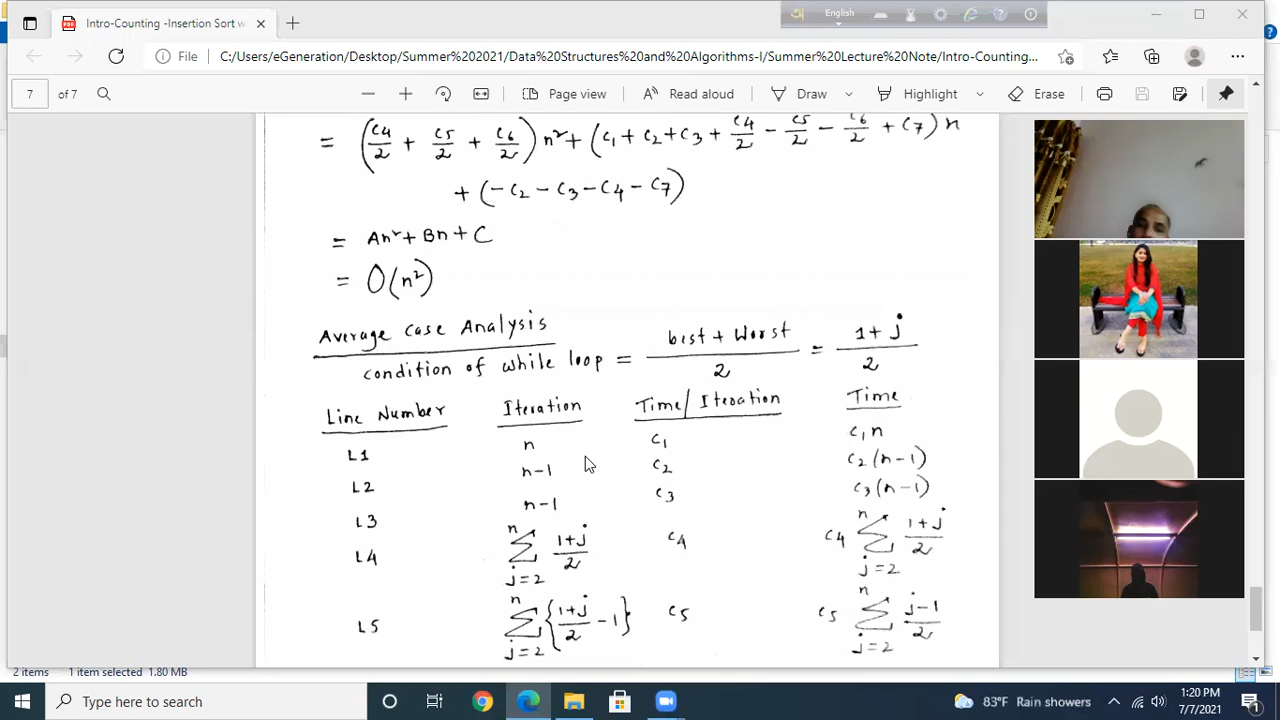 Intro-Counting -Insertion Sort w
English
File C:/Users/eGeneration/Desktop/Summer%202021/Data%20Structures%20and%20Algorithms-I/Summer%20Lecture%20Note/Intro-Counting...
7 of 7 Page view Read aloud Draw Highlight Erase
= (C4/2 + C5/2 + C6/2) n² + (C1 + C2 + C3 + C4/2 - C5/2 - C6/2 + C7) n
+ (-C2 - C3 - C4 - C7)
= An² + Bn + C
= O(n²)
Average case Analysis
condition of while loop = best + Worst / 2 = 1 + j / 2
Line Number Iteration Time/Iteration Time
L1 n C1 C1n
L2 n-1 C2 C2(n-1)
L3 n-1 C3 C3(n-1)
L4 n ∑ j=2 1+j/2 C4 C4 n ∑ j=2 1+j/2
L5 n ∑ j=2 {1+j/2 - 1} C5 C5 n ∑ j=2 j-1/2
2 items 1 item selected 1.80 MB
Type here to search 83°F Rain showers 1:20 PM
7/7/2021